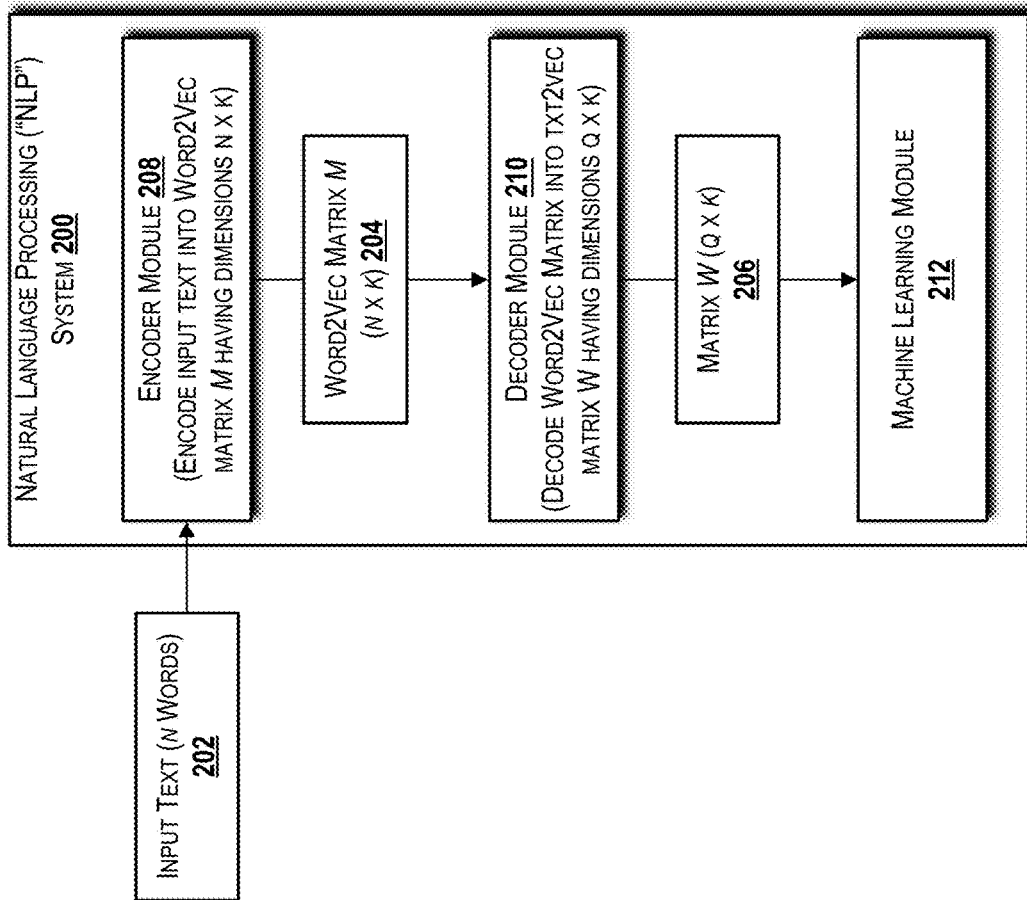 NATURAL LANGUAGE PROCESSING ("NLP")
SYSTEM 200
INPUT TEXT (N WORDS)
202
ENCODER MODULE 208
(ENCODE INPUT TEXT INTO WORD2VEC
MATRIX M HAVING DIMENSIONS N X K)
WORD2VEC MATRIX M
(N X K) 204
DECODER MODULE 210
(DECODE WORD2VEC MATRIX INTO TXT2VEC
MATRIX W HAVING DIMENSIONS Q X K)
MATRIX W (Q X K)
206
MACHINE LEARNING MODULE
212